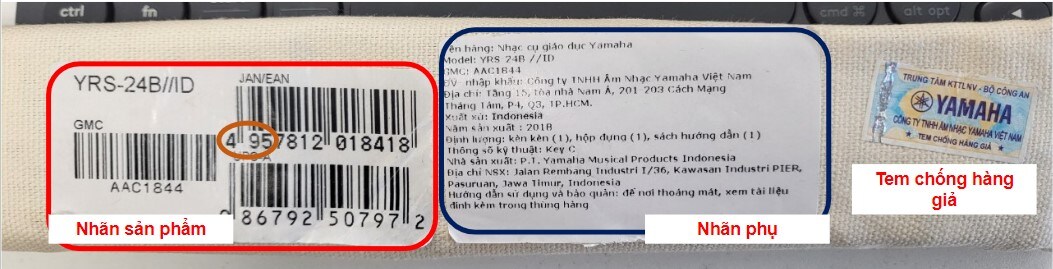 ctrl
fn
cmd ⌘
alt opt
YRS-24B//ID
JAN/EAN
GMC
4 957812 018418
AAC1844
86792 50797 2
Nhãn sản phẩm
Tên hàng: Nhạc cụ giáo dục Yamaha
Model: YRS-24B //ID
GMC: AAC1844
ĐV nhập khẩu: Công ty TNHH Âm Nhạc Yamaha Việt Nam
Địa chỉ: Tầng 15, tòa nhà Nam Á, 201-203 Cách Mạng
Tháng Tám, P4, Q3, TP.HCM.
Xuất xứ: Indonesia
Năm sản xuất: 2018
Định lượng: kèn kèn (1), hộp đựng (1), sách hướng dẫn (1)
Thông số kỹ thuật: Key C
Nhà sản xuất: P.T. Yamaha Musical Products Indonesia
Địa chỉ NSX: Jalan Rembang Industri I/36, Kawasan Industri PIER,
Pasuruan, Jawa Timur, Indonesia
Hướng dẫn sử dụng và bảo quản: để nơi thoáng mát, xem tài liệu
đính kèm trong thùng hàng
Nhãn phụ
TRUNG TÂM KTTLNV - BỘ CÔNG AN
YAMAHA
CÔNG TY TNHH ÂM NHẠC YAMAHA VIỆT NAM
TEM CHỐNG HÀNG GIẢ
Tem chống hàng
giả